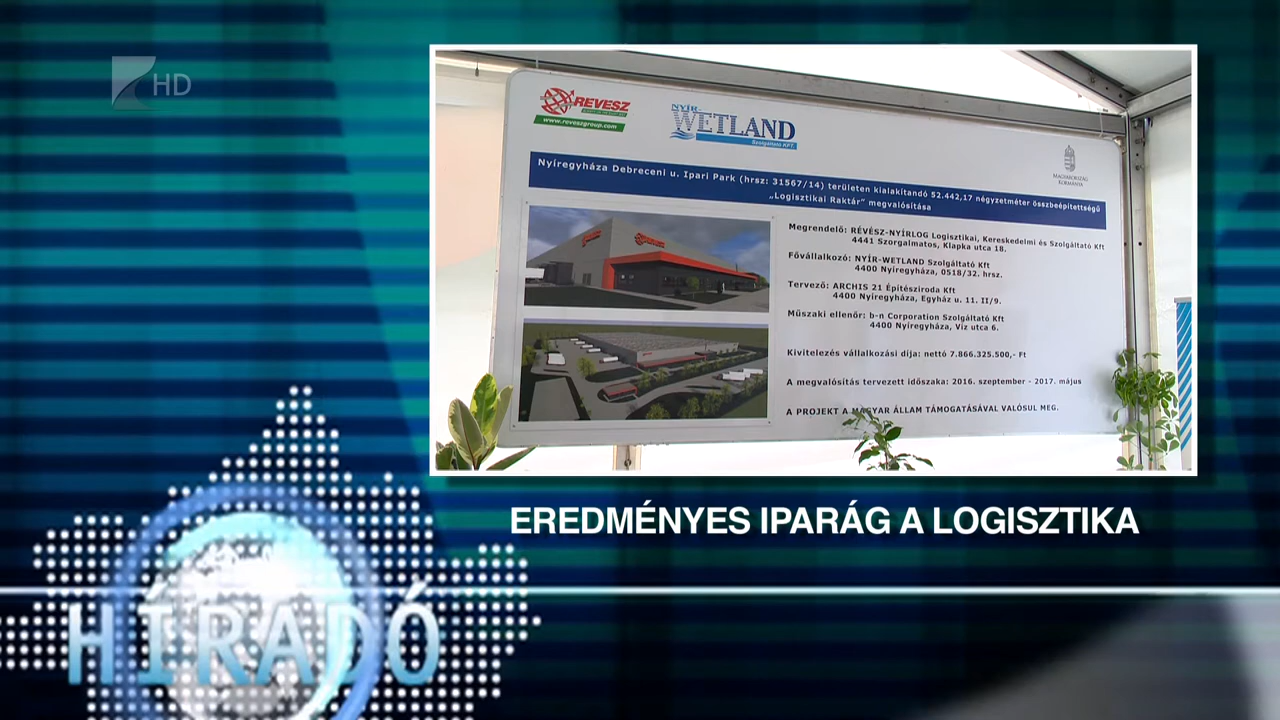 HD
REVESZ
www.reveszgroup.com
NYÍR-
WETLAND
Szolgáltató KFT.
MAGYARORSZÁG
KORMÁNYA
Nyíregyháza Debreceni u. Ipari Park (hrsz: 31567/14) területen kialakítandó 52.442,17 négyzetméter összbeépítettségű
„Logisztikai Raktár” megvalósítása
Megrendelő: RÉVÉSZ-NYÍRLOG Logisztikai, Kereskedelmi és Szolgáltató Kft
4441 Szorgalmatos, Klapka utca 18.
Fővállalkozó: NYÍR-WETLAND Szolgáltató Kft
4400 Nyíregyháza, 0518/32. hrsz.
Tervező: ARCHIS 21 Építésziroda Kft
4400 Nyíregyháza, Egyház u. 11. II/9.
Műszaki ellenőr: b-n Corporation Szolgáltató Kft
4400 Nyíregyháza, Víz utca 6.
Kivitelezés vállalkozási díja: nettó 7.866.325.500,- Ft
A megvalósítás tervezett időszaka: 2016. szeptember - 2017. május
A PROJEKT A MAGYAR ÁLLAM TÁMOGATÁSÁVAL VALÓSUL MEG.
EREDMÉNYES IPARÁG A LOGISZTIKA
HÍRADÓ